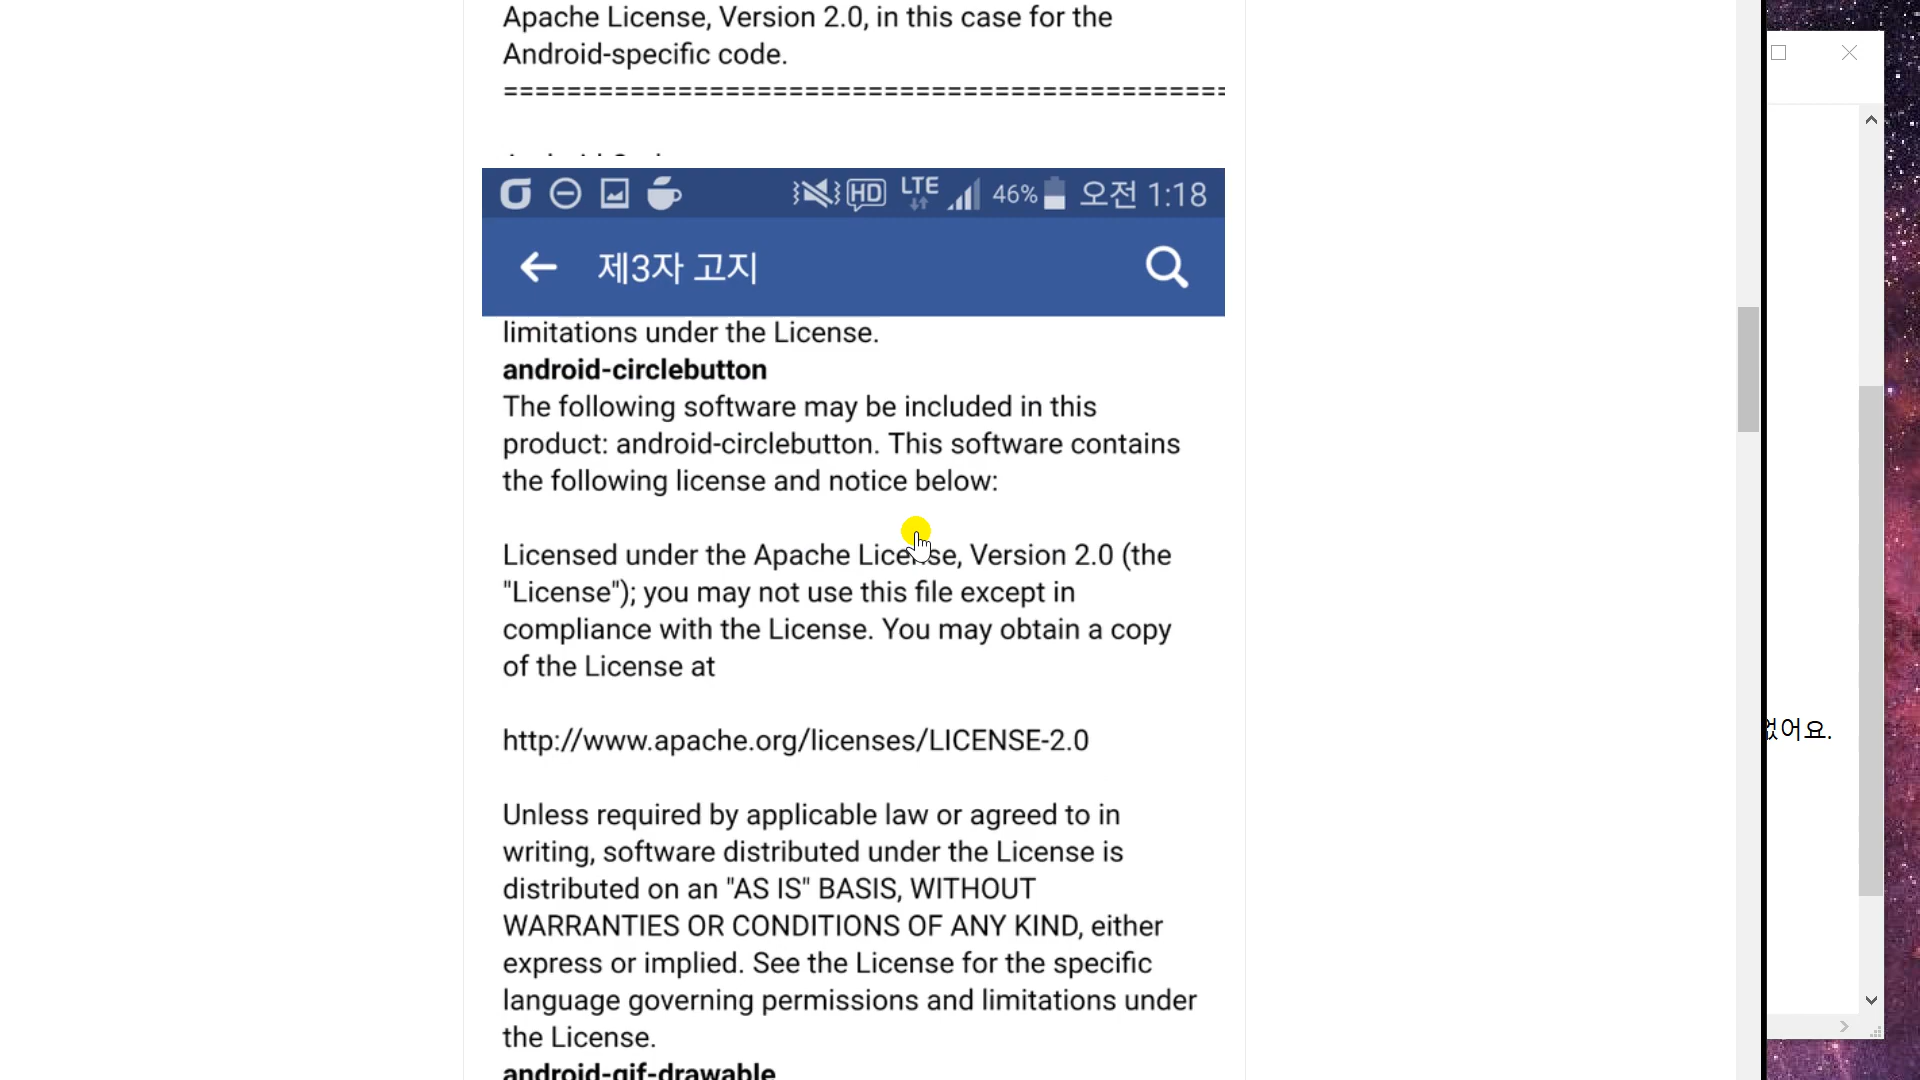 Apache License, Version 2.0, in this case for the
Android-specific code.
==============================================
HD LTE 46% 오전 1:18
제3자 고지
limitations under the License.
android-circlebutton
The following software may be included in this
product: android-circlebutton. This software contains
the following license and notice below:
Licensed under the Apache License, Version 2.0 (the
"License"); you may not use this file except in
compliance with the License. You may obtain a copy
of the License at
http://www.apache.org/licenses/LICENSE-2.0
없어요.
Unless required by applicable law or agreed to in
writing, software distributed under the License is
distributed on an "AS IS" BASIS, WITHOUT
WARRANTIES OR CONDITIONS OF ANY KIND, either
express or implied. See the License for the specific
language governing permissions and limitations under
the License.
android-gif-drawable